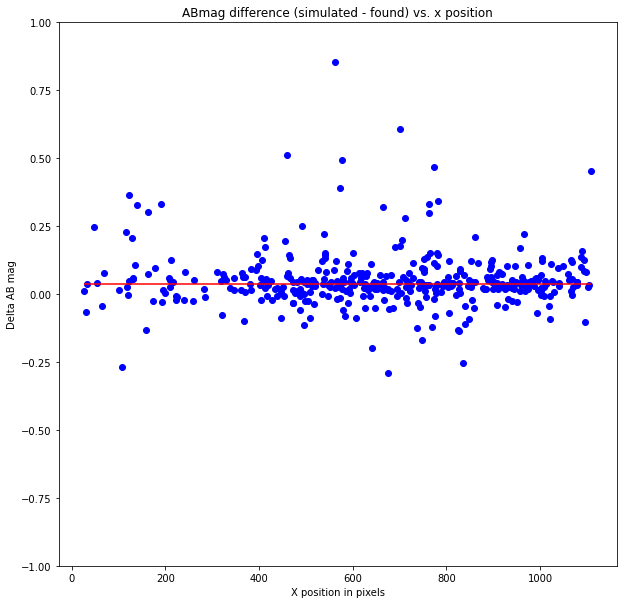 ABmag difference (simulated - found) vs. x position
1.00
0.75
0.50
0.25
0.00
−0.25
−0.50
−0.75
−1.00
Delta AB mag
0 200 400 600 800 1000
X position in pixels